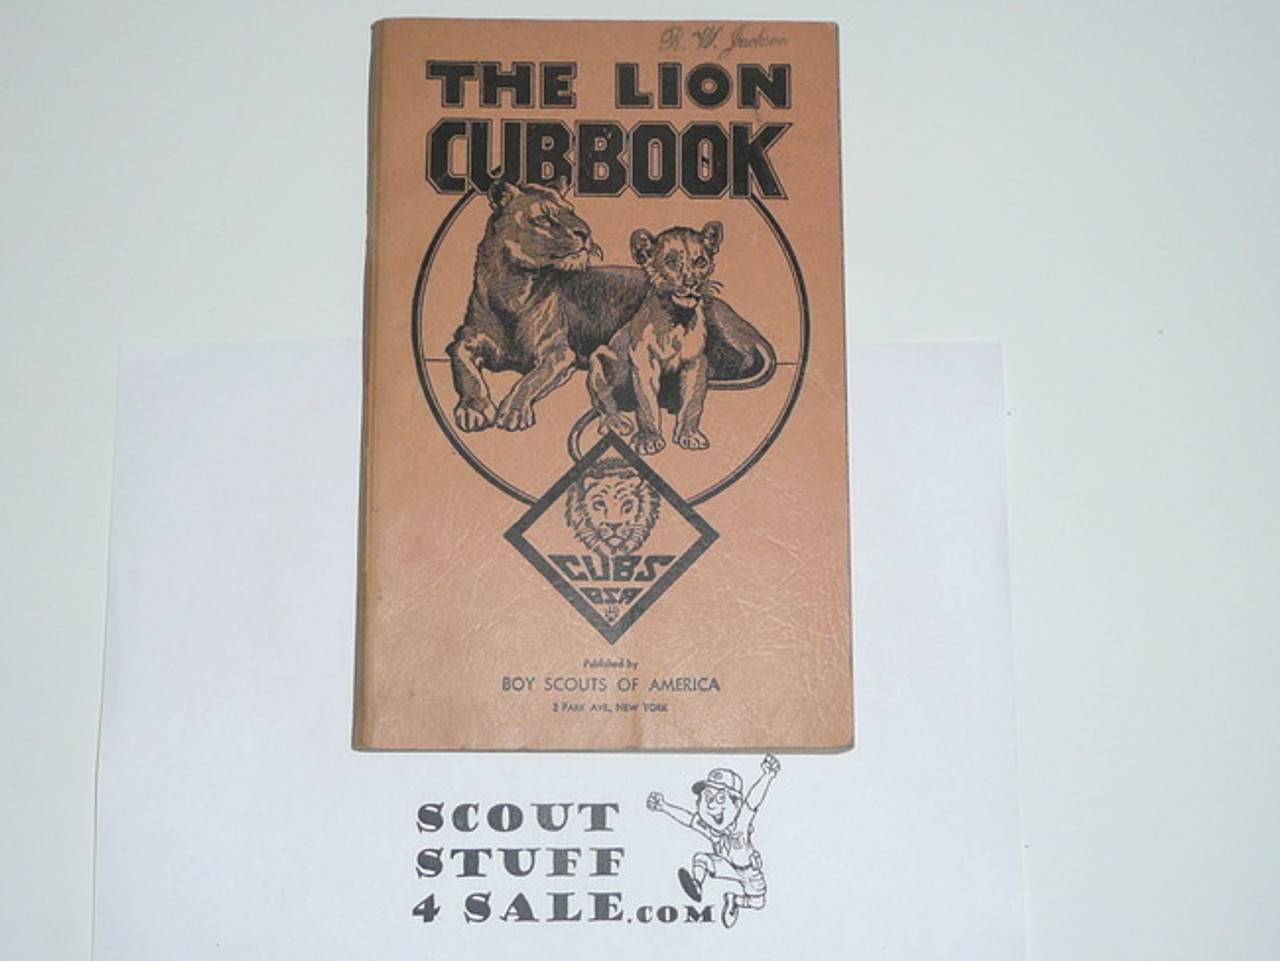 R. W. Jackson
THE LION
CUBBOOK
CUBS
BSA
Published by
BOY SCOUTS OF AMERICA
2 PARK AVE., NEW YORK
SCOUT
STUFF
4 SALE.COM